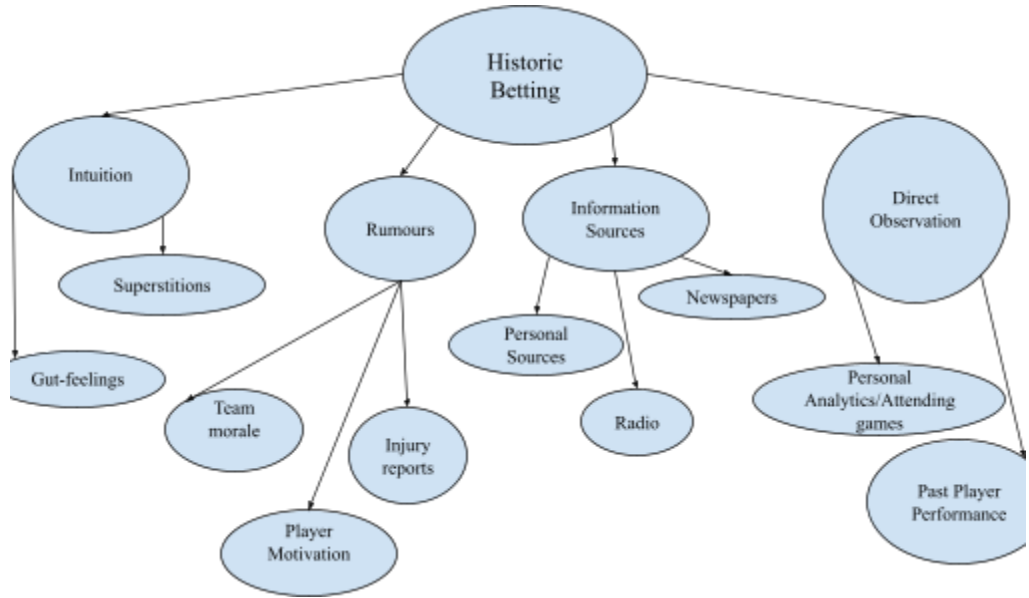 Historic
Betting
Intuition
Rumours
Information
Sources
Direct
Observation
Superstitions
Newspapers
Personal
Sources
Gut-feelings
Team
morale
Injury
reports
Radio
Personal
Analytics/Attending
games
Player
Motivation
Past Player
Performance